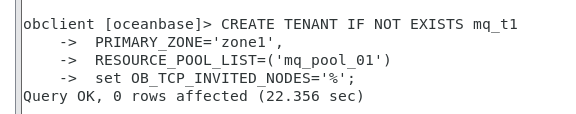 obclient [oceanbase]> CREATE TENANT IF NOT EXISTS mq_t1
    ->  PRIMARY_ZONE='zone1',
    ->  RESOURCE_POOL_LIST=('mq_pool_01')
    ->  set OB_TCP_INVITED_NODES='%';
Query OK, 0 rows affected (22.356 sec)